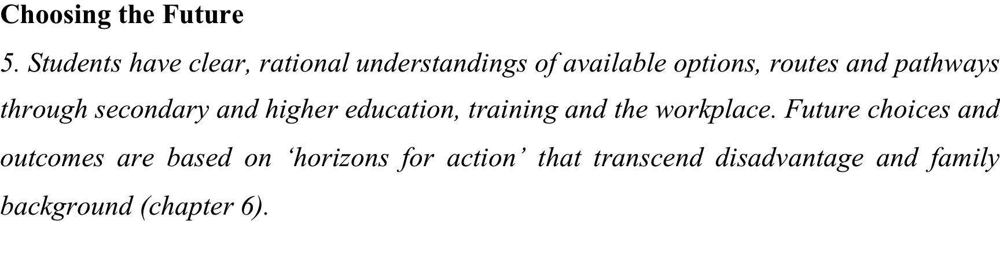 Choosing the Future
5. Students have clear, rational understandings of available options, routes and pathways
through secondary and higher education, training and the workplace. Future choices and
outcomes are based on ‘horizons for action’ that transcend disadvantage and family
background (chapter 6).